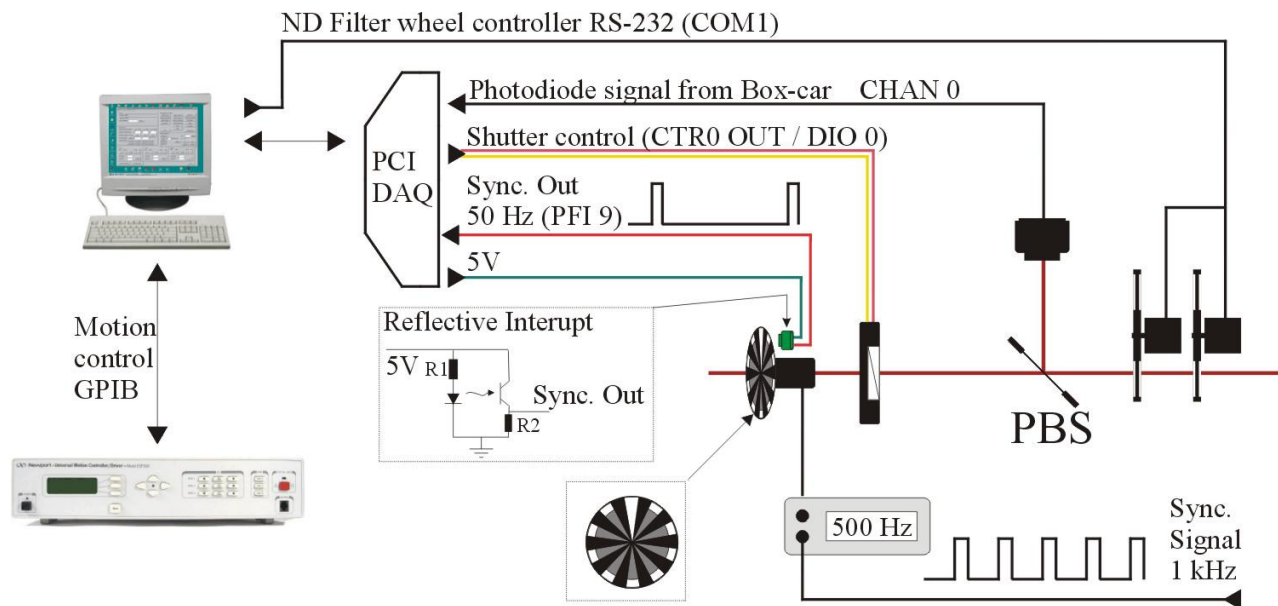 ND Filter wheel controller RS-232 (COM1)
Photodiode signal from Box-car CHAN 0
Shutter control (CTR0 OUT / DIO 0)
PCI
DAQ
Sync. Out
50 Hz (PFI 9)
5V
Motion
control
GPIB
Reflective Interupt
5V
R1
Sync. Out
R2
PBS
500 Hz
Sync.
Signal
1 kHz